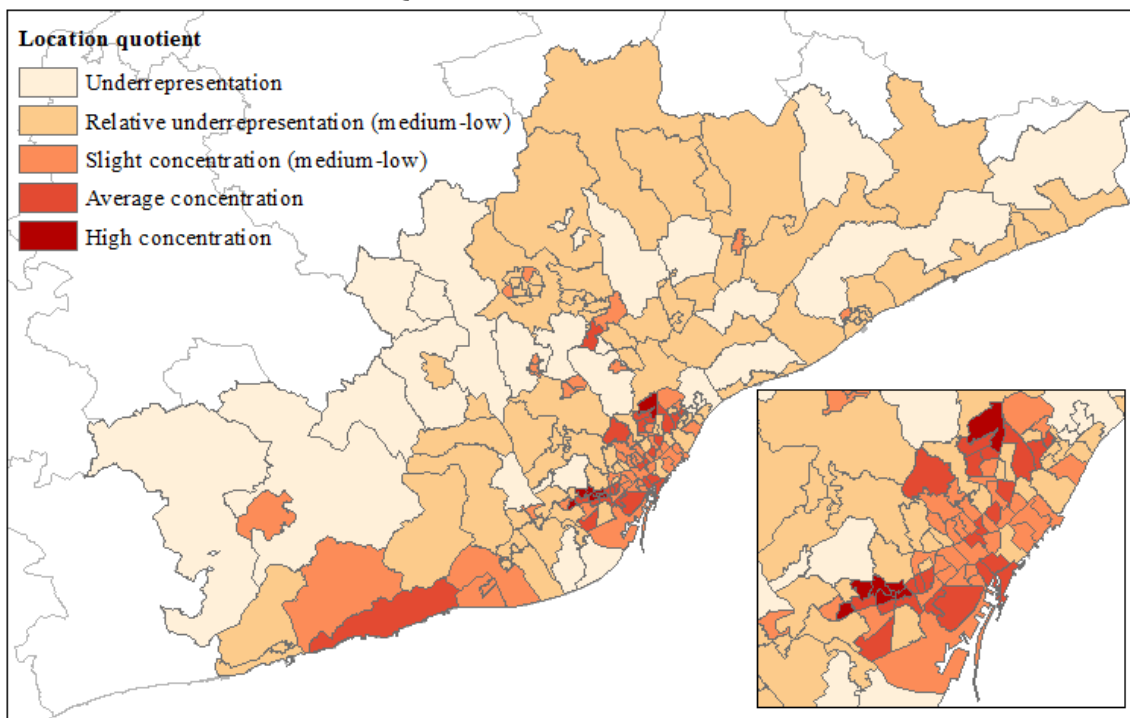 Location quotient
Underrepresentation
Relative underrepresentation (medium-low)
Slight concentration (medium-low)
Average concentration
High concentration